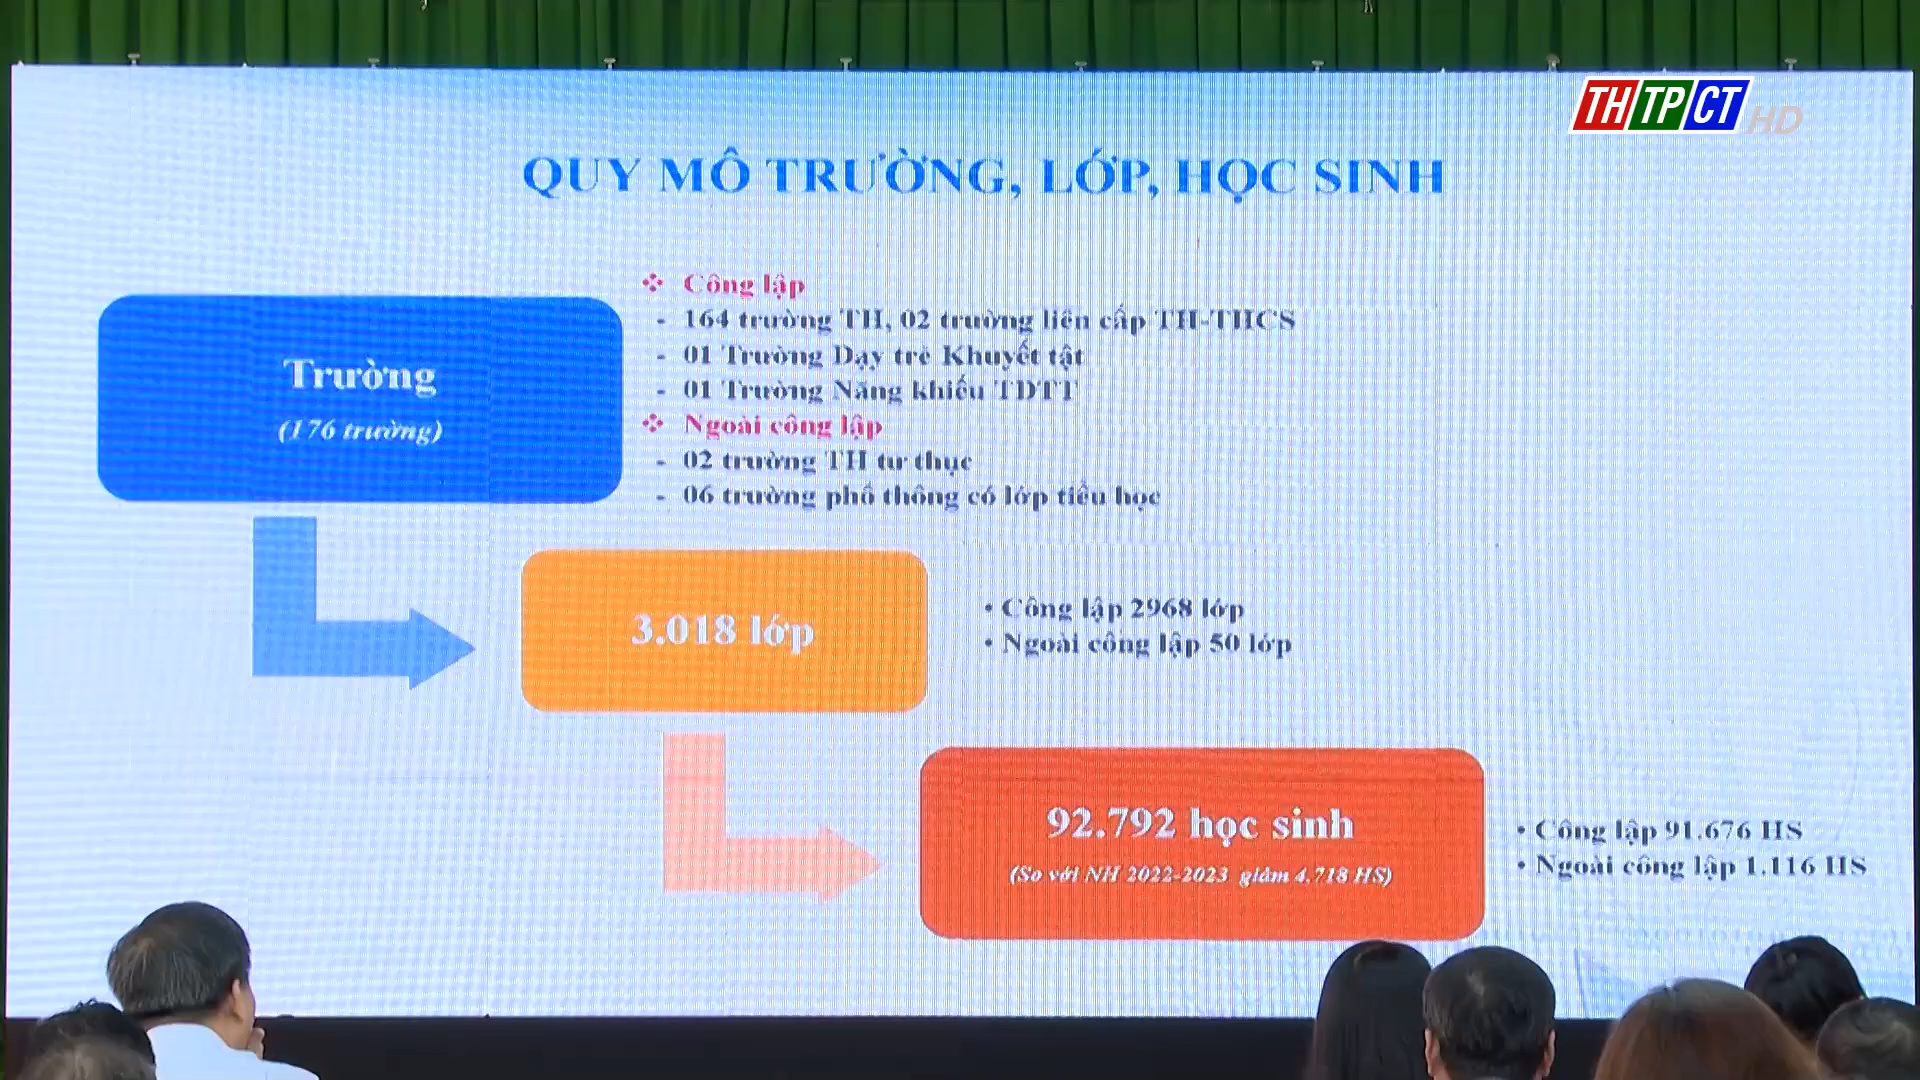 THTPCT HD
QUY MÔ TRƯỜNG, LỚP, HỌC SINH
Công lập
- 164 trường TH, 02 trường liên cấp TH-THCS
- 01 Trường Dạy trẻ Khuyết tật
- 01 Trường Năng khiếu TDTT
Ngoài công lập
- 02 trường TH tư thục
- 06 trường phổ thông có lớp tiểu học
Trường
(176 trường)
3.018 lớp
• Công lập 2968 lớp
• Ngoài công lập 50 lớp
92.792 học sinh
(So với NH 2022-2023 giảm 4.718 HS)
• Công lập 91.676 HS
• Ngoài công lập 1.116 HS